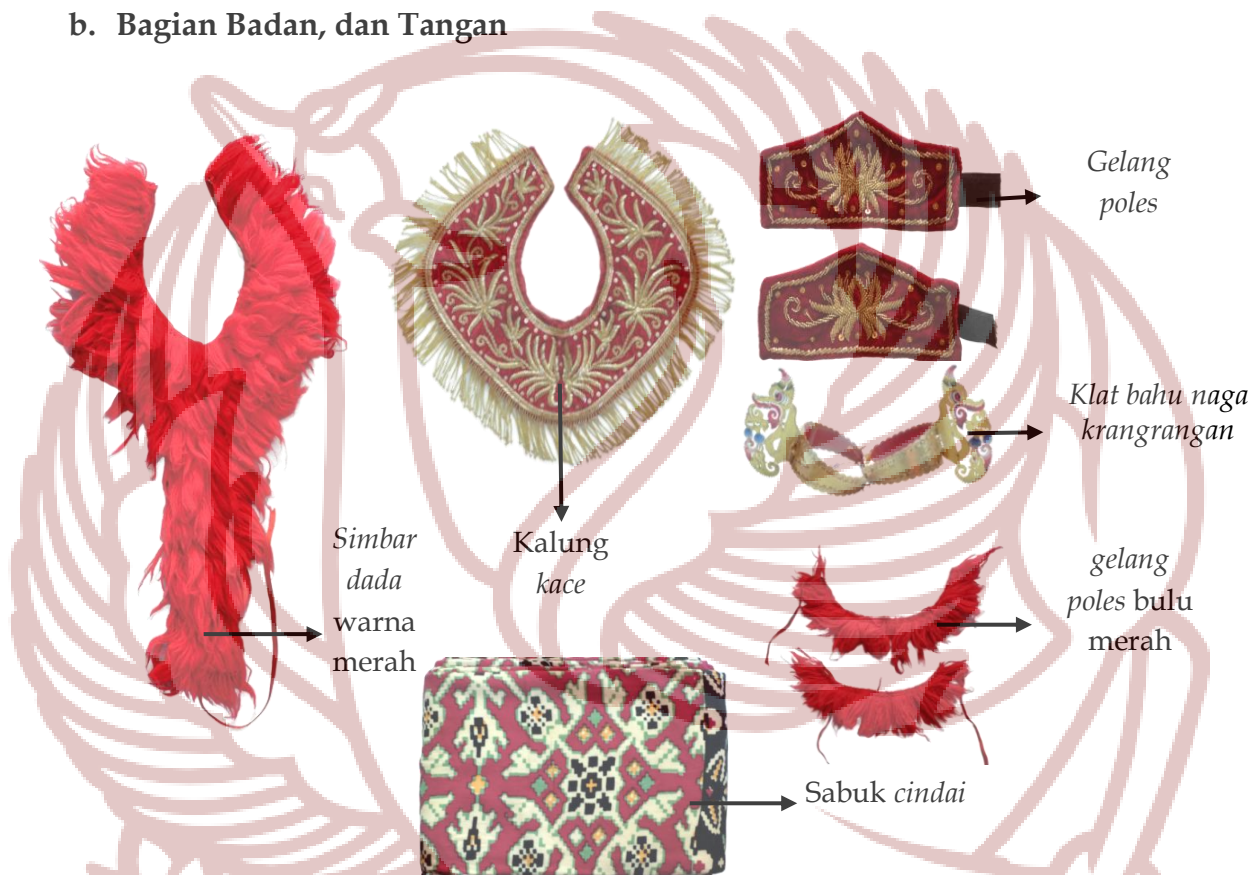 b. Bagian Badan, dan Tangan
Gelang
poles
Klat bahu naga
krangrangan
Simbar
dada
warna
merah
Kalung
kace
gelang
poles bulu
merah
Sabuk cindai